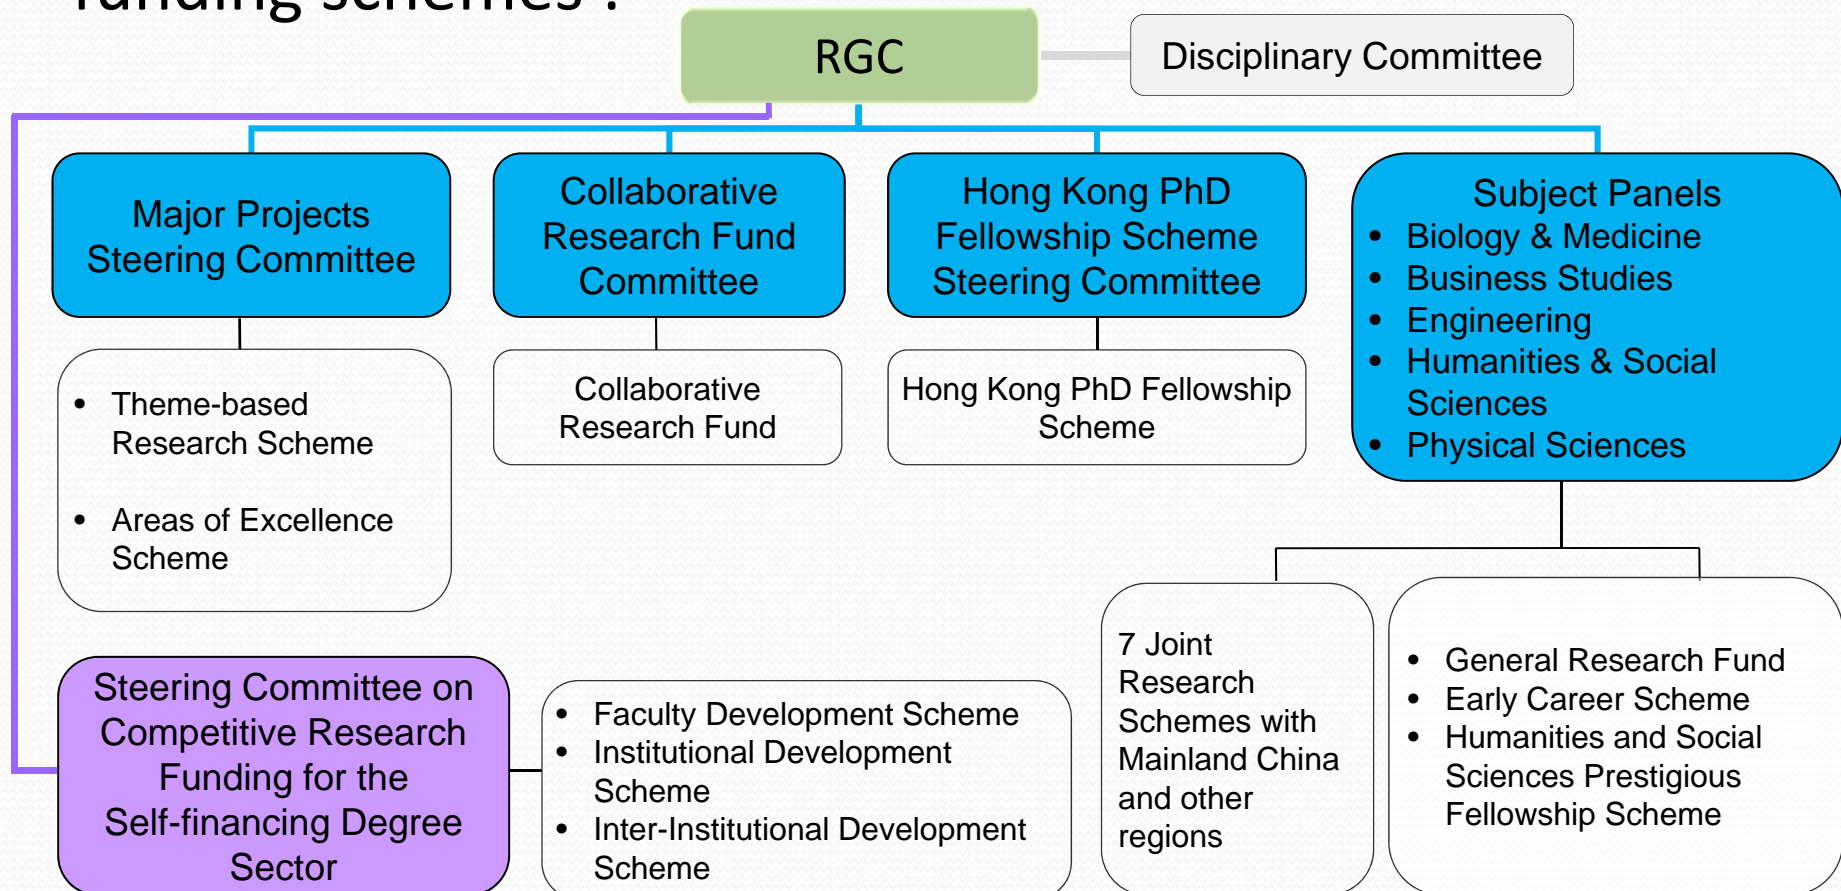 funding schemes :
RGC
Disciplinary Committee
Major Projects
Steering Committee
Collaborative
Research Fund
Committee
Hong Kong PhD
Fellowship Scheme
Steering Committee
Subject Panels
• Biology & Medicine
• Business Studies
• Engineering
• Humanities & Social
Sciences
• Physical Sciences
• Theme-based
Research Scheme
• Areas of Excellence
Scheme
Collaborative
Research Fund
Hong Kong PhD Fellowship
Scheme
7 Joint
Research
Schemes with
Mainland China
and other
regions
• General Research Fund
• Early Career Scheme
• Humanities and Social
Sciences Prestigious
Fellowship Scheme
Steering Committee on
Competitive Research
Funding for the
Self-financing Degree
Sector
• Faculty Development Scheme
• Institutional Development
Scheme
• Inter-Institutional Development
Scheme